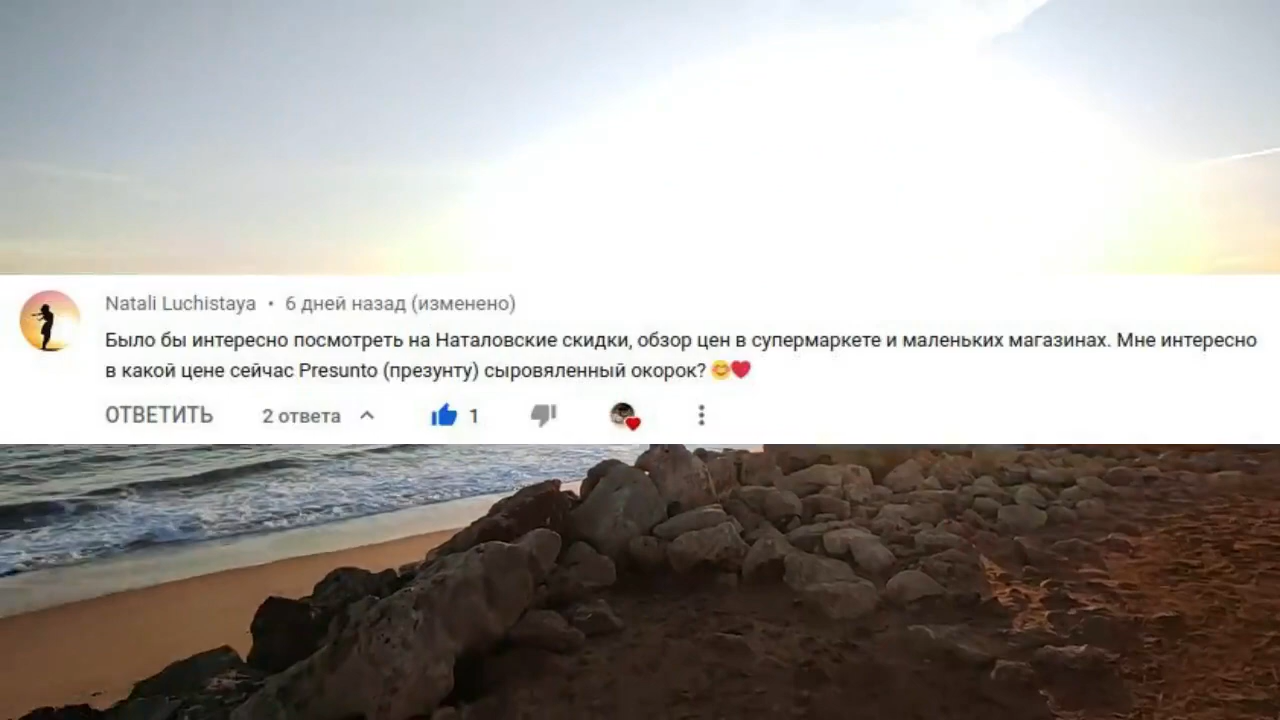 Natali Luchistaya • 6 дней назад (изменено)
Было бы интересно посмотреть на Наталовские скидки, обзор цен в супермаркете и маленьких магазинах. Мне интересно
в какой цене сейчас Presunto (презунту) сыровяленный окорок? 😊❤️
ОТВЕТИТЬ 2 ответа 1